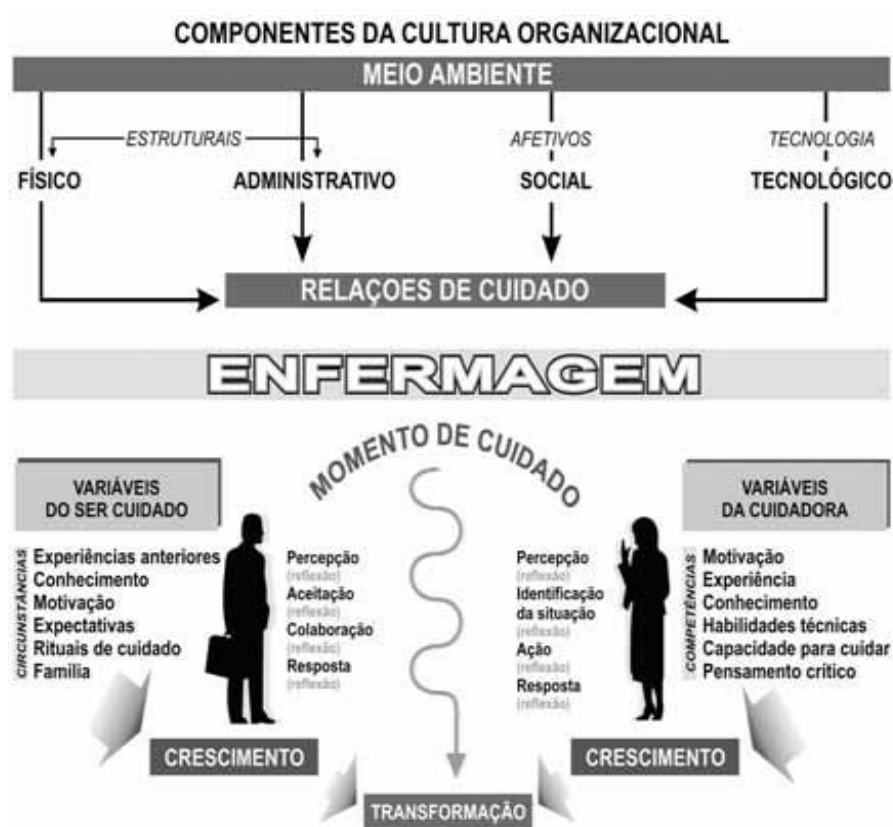 COMPONENTES DA CULTURA ORGANIZACIONAL
MEIO AMBIENTE
ESTRUTURAIS
AFETIVOS
TECNOLOGIA
FÍSICO
ADMINISTRATIVO
SOCIAL
TECNOLÓGICO
RELAÇOES DE CUIDADO
ENFERMAGEM
MOMENTO DE CUIDADO
VARIÁVEIS
DO SER CUIDADO
CIRCUNSTÂNCIAS
Experiências anteriores
Conhecimento
Motivação
Expectativas
Rituais de cuidado
Família
Percepção
(reflexão)
Aceitação
(reflexão)
Colaboração
(reflexão)
Resposta
(reflexão)
Percepção
(reflexão)
Identificação
da situação
(reflexão)
Ação
(reflexão)
Resposta
(reflexão)
VARIÁVEIS
DA CUIDADORA
COMPETÊNCIAS
Motivação
Experiência
Conhecimento
Habilidades técnicas
Capacidade para cuidar
Pensamento crítico
CRESCIMENTO
CRESCIMENTO
TRANSFORMAÇÃO